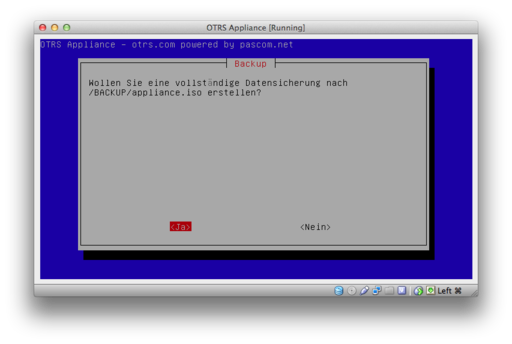 OTRS Appliance [Running]
OTRS Appliance - otrs.com powered by pascom.net
Backup
Wollen Sie eine vollständige Datensicherung nach
/BACKUP/appliance.iso erstellen?
<Ja> <Nein>
Left ⌘